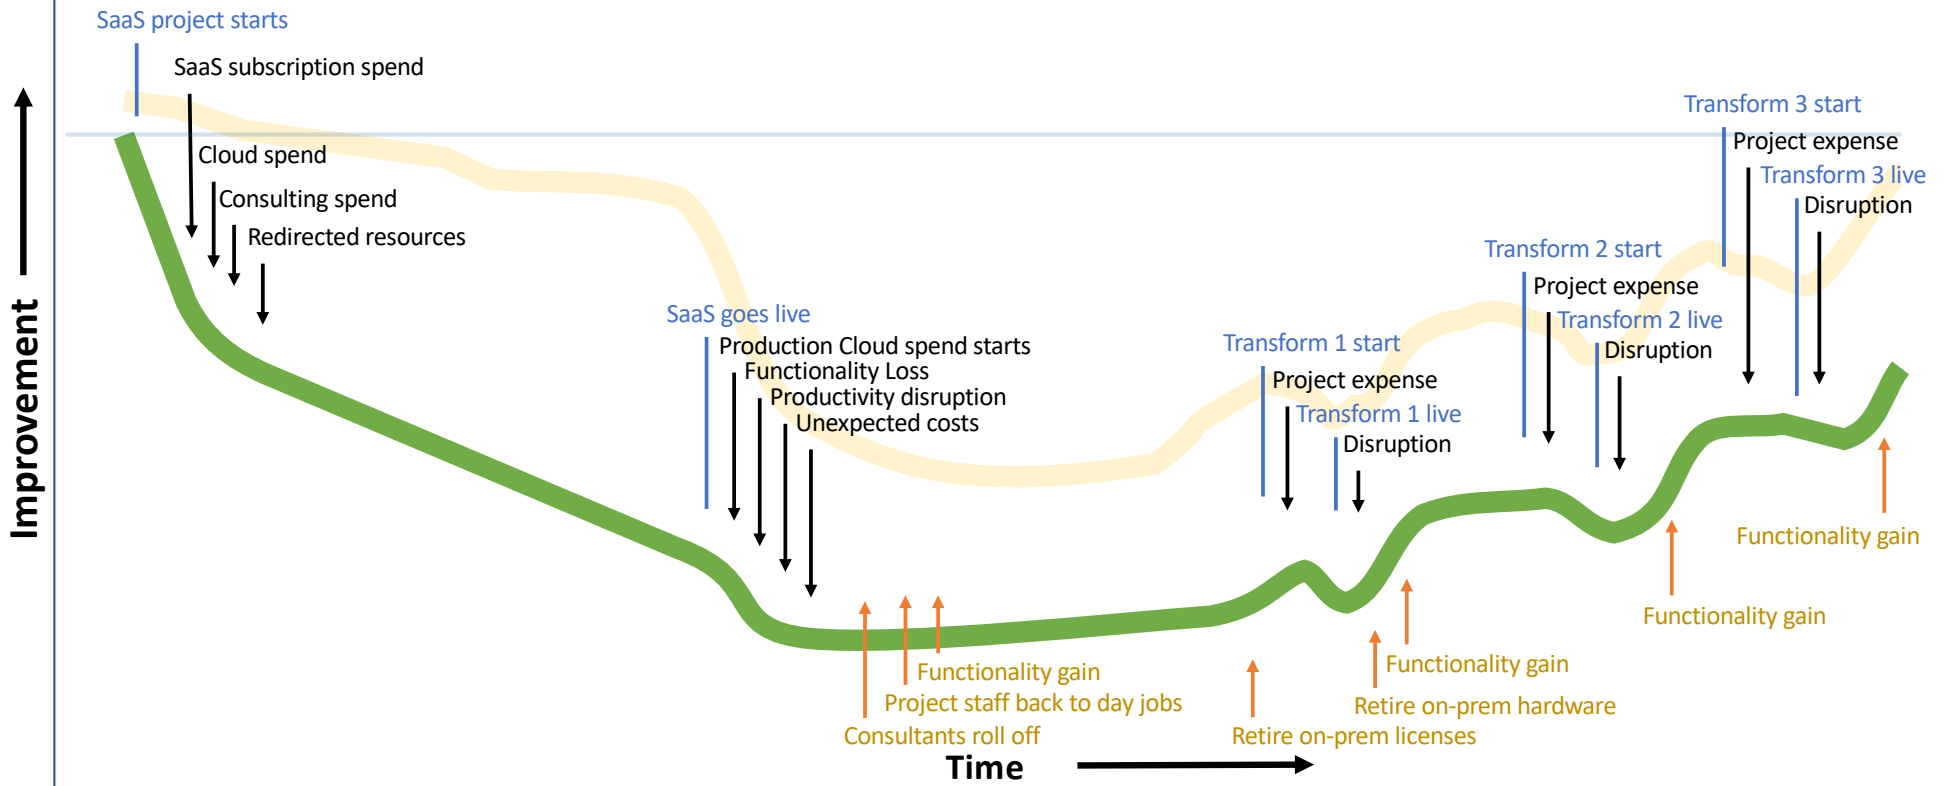 SaaS project starts
SaaS subscription spend
Cloud spend
Consulting spend
Redirected resources
SaaS goes live
Production Cloud spend starts
Functionality Loss
Productivity disruption
Unexpected costs
Consultants roll off
Project staff back to day jobs
Functionality gain
Transform 1 start
Project expense
Transform 1 live
Disruption
Retire on-prem licenses
Retire on-prem hardware
Functionality gain
Transform 2 start
Project expense
Transform 2 live
Disruption
Functionality gain
Transform 3 start
Project expense
Transform 3 live
Disruption
Functionality gain
Improvement
Time